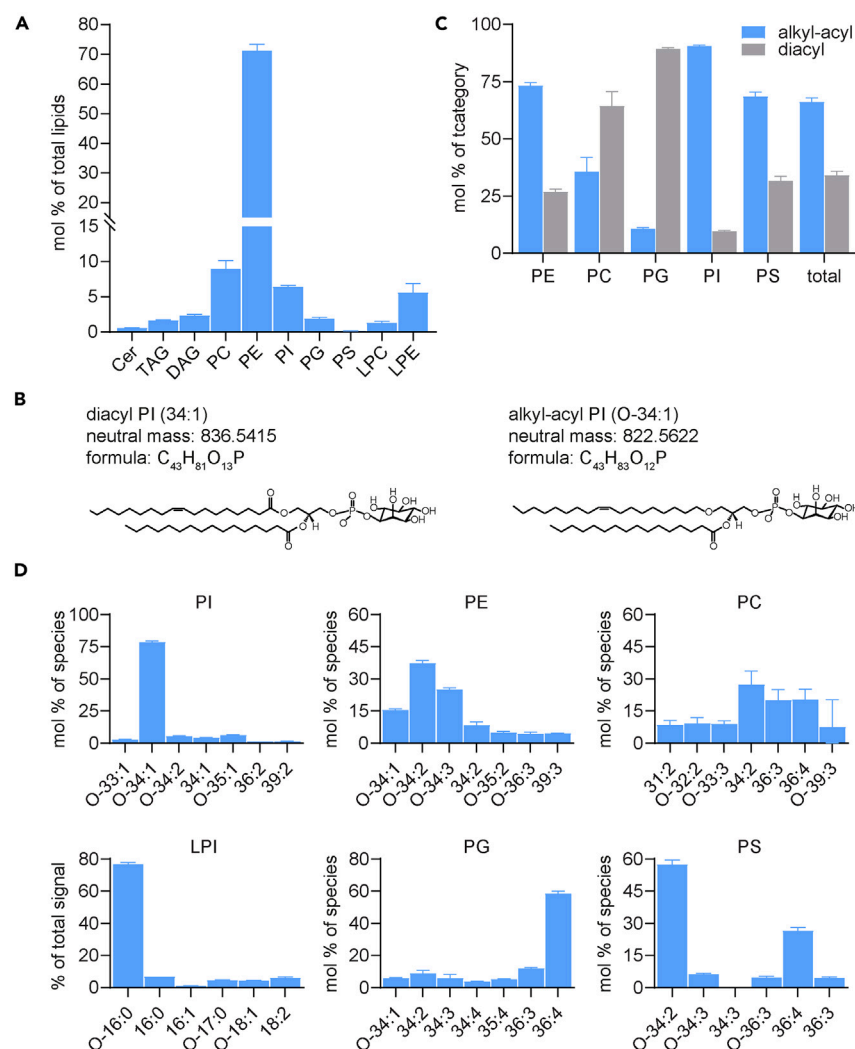 A
mol % of total lipids
80
70
60
50
40
30
20
15
10
5
0
Cer
TAG
DAG
PC
PE
PI
PG
PS
LPC
LPE
C
alkyl-acyl
diacyl
mol % of tcategory
100
75
50
25
0
PE
PC
PG
PI
PS
total
B
diacyl PI (34:1)
neutral mass: 836.5415
formula: C43H81O13P
alkyl-acyl PI (O-34:1)
neutral mass: 822.5622
formula: C43H83O12P
D
PI
mol % of species
100
75
50
25
0
O-33:1
O-34:1
O-34:2
34:1
O-35:1
36:2
O-39:2
PE
mol % of species
60
45
30
15
0
O-34:1
O-34:2
O-34:3
34:2
O-35:2
O-36:3
39:3
PC
mol % of species
60
45
30
15
0
31:2
O-32:2
O-33:3
34:2
36:3
36:4
O-39:3
LPI
% of total signal
80
60
40
20
0
O-16:0
16:0
16:1
O-17:0
O-18:1
18:2
PG
mol % of species
80
60
40
20
0
O-34:1
34:2
34:3
34:4
35:4
36:3
36:4
PS
mol % of species
60
45
30
15
0
O-34:2
O-34:3
34:3
O-36:3
36:4
36:3